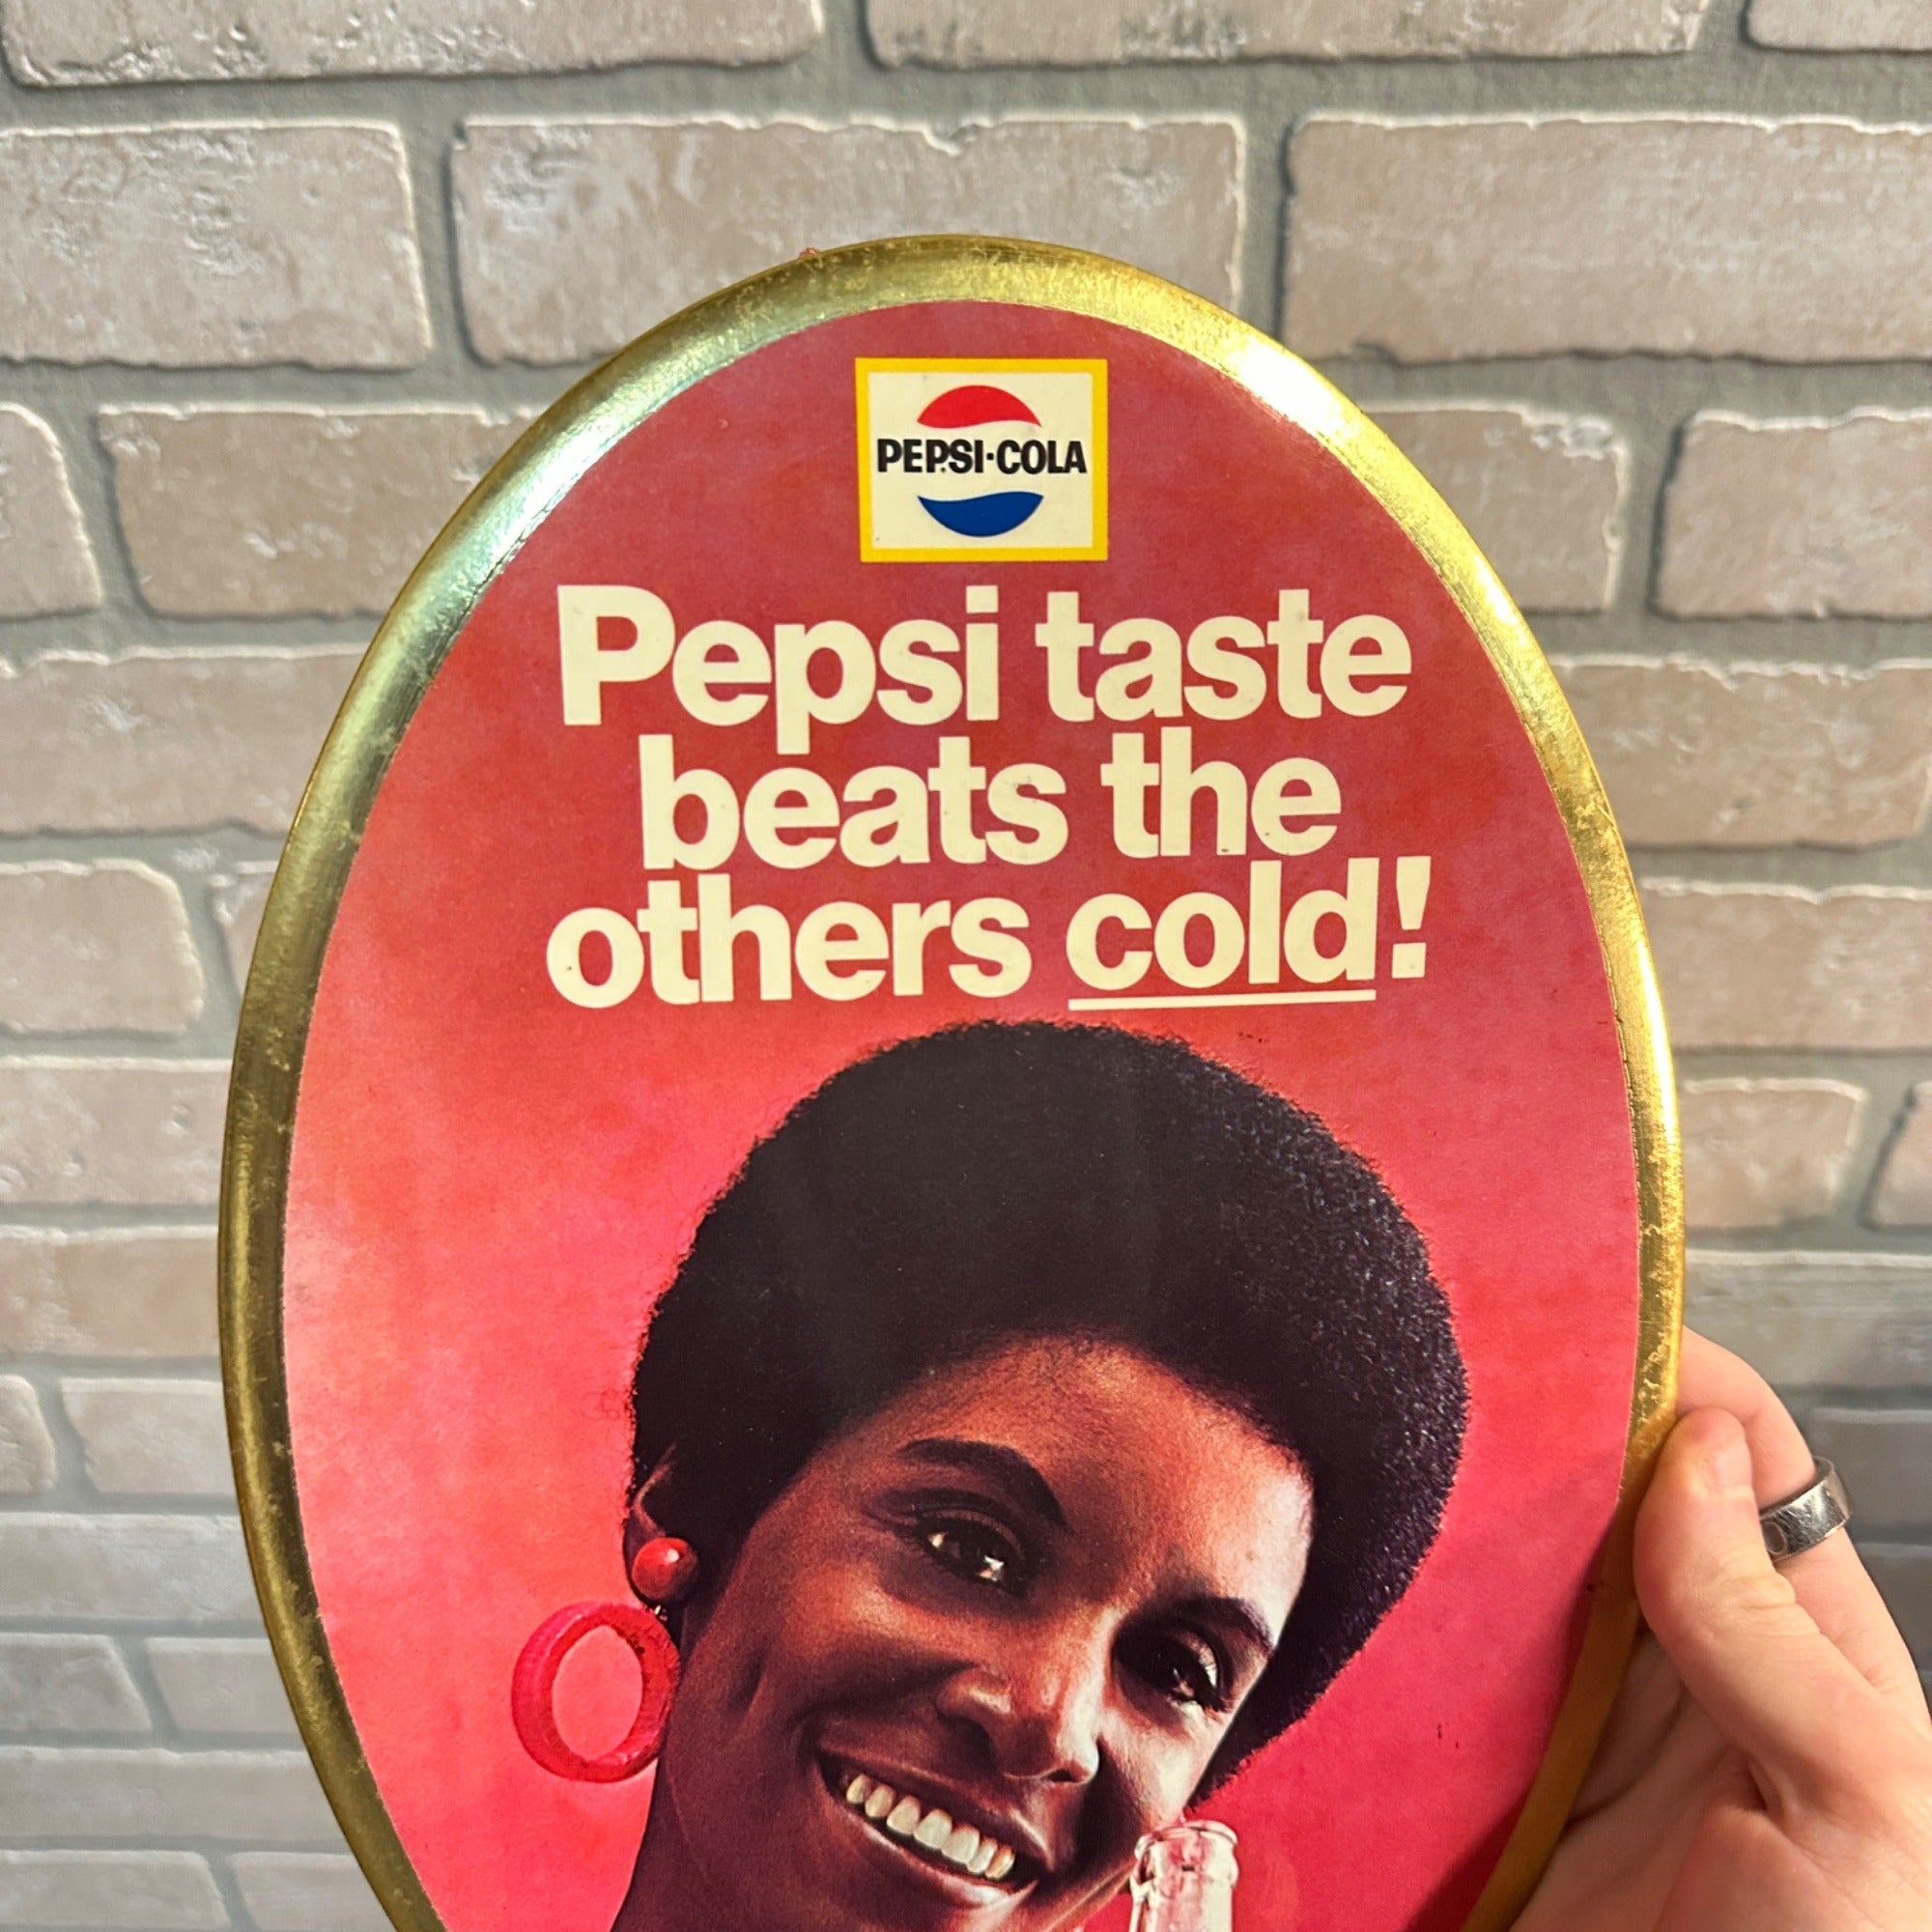 PEPSI·COLA
Pepsi taste
beats the
others cold!